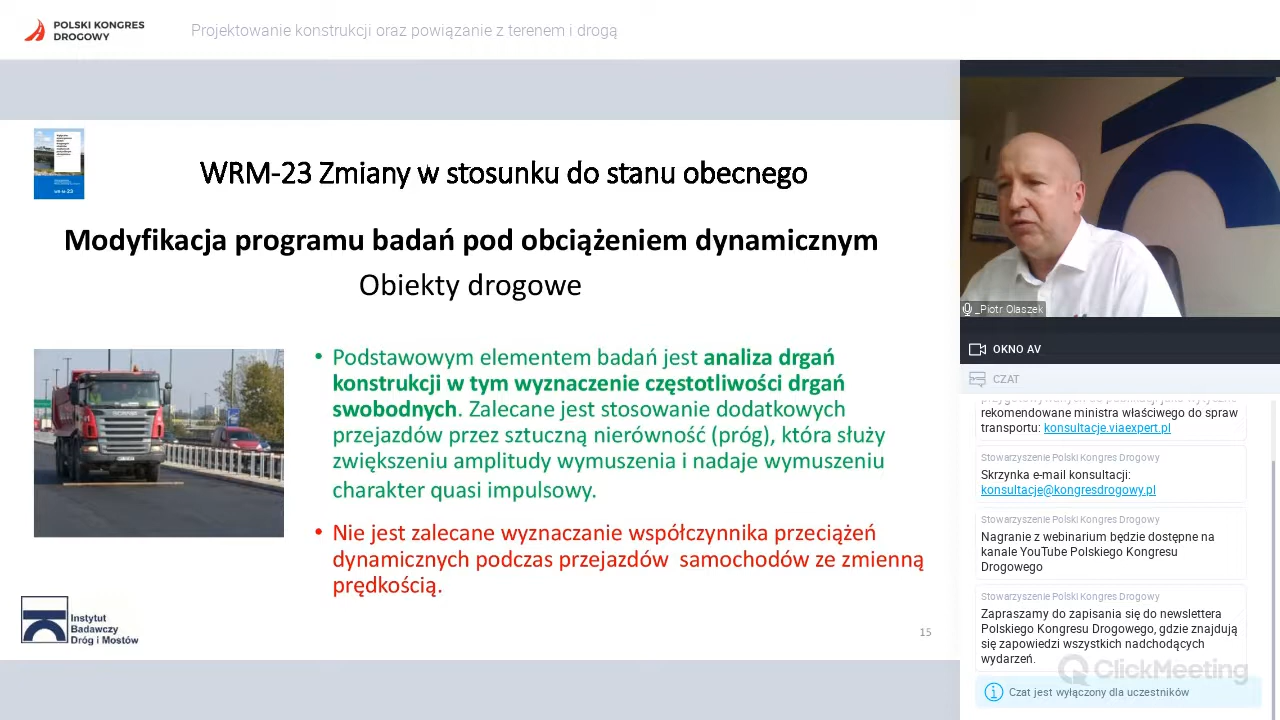 POLSKI KONGRES
DROGOWY
Projektowanie konstrukcji oraz powiązanie z terenem i drogą
WRM-23 Zmiany w stosunku do stanu obecnego
Modyfikacja programu badań pod obciążeniem dynamicznym
Obiekty drogowe
• Podstawowym elementem badań jest analiza drgań
konstrukcji w tym wyznaczenie częstotliwości drgań
swobodnych. Zalecane jest stosowanie dodatkowych
przejazdów przez sztuczną nierówność (próg), która służy
zwiększeniu amplitudy wymuszenia i nadaje wymuszeniu
charakter quasi impulsowy.
• Nie jest zalecane wyznaczanie współczynnika przeciążeń
dynamicznych podczas przejazdów samochodów ze zmienną
prędkością.
Instytut
Badawczy
Dróg i Mostów
15
_Piotr Olaszek
OKNO AV
CZAT
rekomendowane ministra właściwego do spraw
transportu: konsultacje.viaexpert.pl
Stowarzyszenie Polski Kongres Drogowy
Skrzynka e-mail konsultacji:
konsultacje@kongresdrogowy.pl
Stowarzyszenie Polski Kongres Drogowy
Nagranie z webinarium będzie dostępne na
kanale YouTube Polskiego Kongresu
Drogowego
Stowarzyszenie Polski Kongres Drogowy
Zapraszamy do zapisania się do newslettera
Polskiego Kongresu Drogowego, gdzie znajdują
się zapowiedzi wszystkich nadchodzących
wydarzeń.
ClickMeeting
Czat jest wyłączony dla uczestników